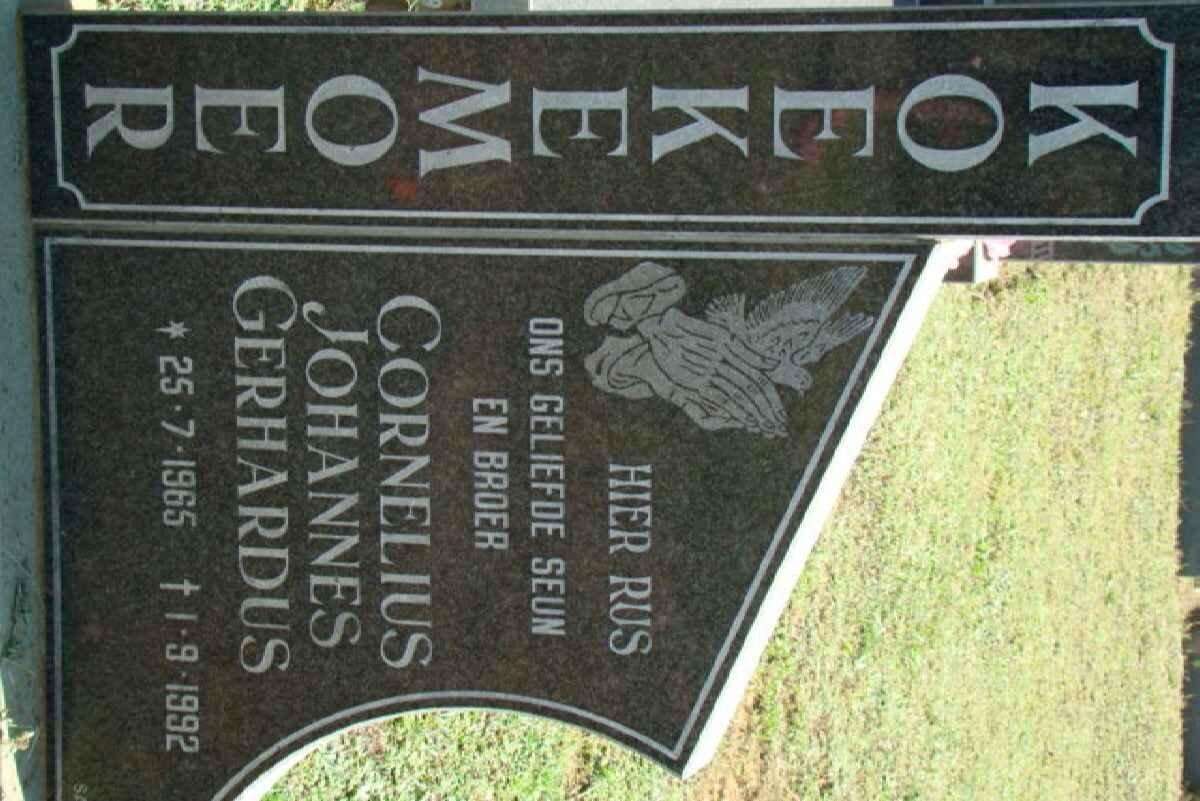 KOEKEMOER
HIER RUS
ONS GELIEFDE SEUN
EN BROER
CORNELIUS
JOHANNES
GERHARDUS
* 25·7·1965 † 1·9·1992